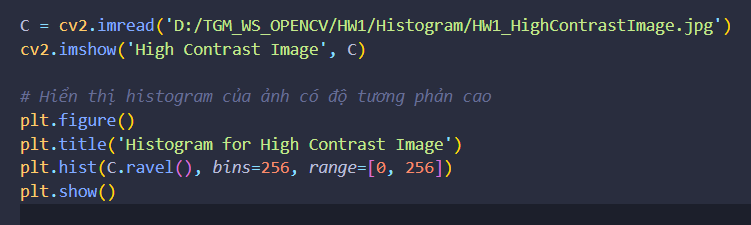 C = cv2.imread('D:/TGM_WS_OPENCV/HW1/Histogram/HW1_HighContrastImage.jpg')
cv2.imshow('High Contrast Image', C)
# Hiển thị histogram của ảnh có độ tương phản cao
plt.figure()
plt.title('Histogram for High Contrast Image')
plt.hist(C.ravel(), bins=256, range=[0, 256])
plt.show()